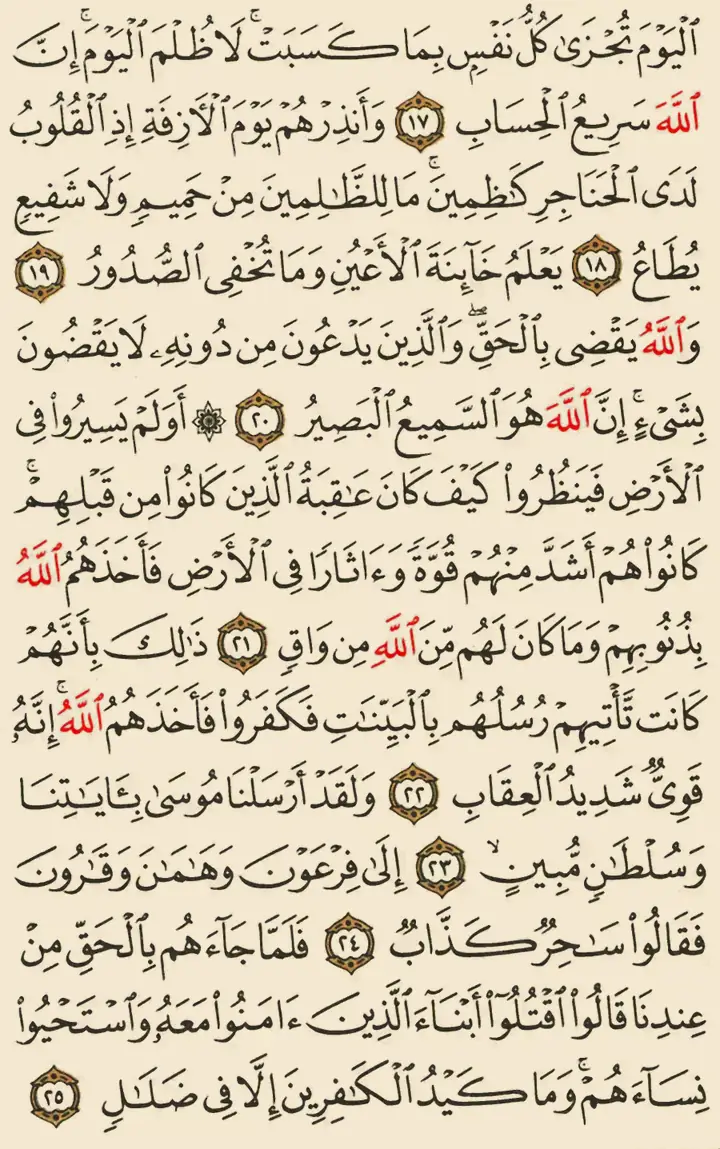 ٱلۡيَوۡمَ تُجۡزَىٰ كُلُّ نَفۡسِۭ بِمَا كَسَبَتۡۚ لَا ظُلۡمَ ٱلۡيَوۡمَۚ إِنَّ
ٱللَّهَ سَرِيعُ ٱلۡحِسَابِ ١٧ وَأَنذِرۡهُمۡ يَوۡمَ ٱلۡأٓزِفَةِ إِذِ ٱلۡقُلُوبُ
لَدَى ٱلۡحَنَاجِرِ كَٰظِمِينَۚ مَا لِلظَّٰلِمِينَ مِنۡ حَمِيمٖ وَلَا شَفِيعٖ
يُطَاعُ ١٨ يَعۡلَمُ خَآئِنَةَ ٱلۡأَعۡيُنِ وَمَا تُخۡفِي ٱلصُّدُورُ ١٩
وَٱللَّهُ يَقۡضِي بِٱلۡحَقِّۖ وَٱلَّذِينَ يَدۡعُونَ مِن دُونِهِۦ لَا يَقۡضُونَ
بِشَيۡءٍۚ إِنَّ ٱللَّهَ هُوَ ٱلسَّمِيعُ ٱلۡبَصِيرُ ٢٠ ۞ أَوَلَمۡ يَسِيرُواْ فِي
ٱلۡأَرۡضِ فَيَنظُرُواْ كَيۡفَ كَانَ عَٰقِبَةُ ٱلَّذِينَ كَانُواْ مِن قَبۡلِهِمۡۚ
كَانُواْ هُمۡ أَشَدَّ مِنۡهُمۡ قُوَّةٗ وَءَاثَارٗا فِي ٱلۡأَرۡضِ فَأَخَذَهُمُ ٱللَّهُ
بِذُنُوبِهِمۡ وَمَا كَانَ لَهُم مِّنَ ٱللَّهِ مِن وَاقٖ ٢١ ذَٰلِكَ بِأَنَّهُمۡ
كَانَت تَّأۡتِيهِمۡ رُسُلُهُم بِٱلۡبَيِّنَٰتِ فَكَفَرُواْ فَأَخَذَهُمُ ٱللَّهُۚ إِنَّهُۥ
قَوِيّٞ شَدِيدُ ٱلۡعِقَابِ ٢٢ وَلَقَدۡ أَرۡسَلۡنَا مُوسَىٰ بِـَٔايَٰتِنَا
وَسُلۡطَٰنٖ مُّبِينٍ ٢٣ إِلَىٰ فِرۡعَوۡنَ وَهَٰمَٰنَ وَقَٰرُونَ
فَقَالُواْ سَٰحِرٞ كَذَّابٞ ٢٤ فَلَمَّا جَآءَهُم بِٱلۡحَقِّ مِنۡ
عِندِنَا قَالُواْ ٱقۡتُلُوٓاْ أَبۡنَآءَ ٱلَّذِينَ ءَامَنُواْ مَعَهُۥ وَٱسۡتَحۡيُواْ
نِسَآءَهُمۡۚ وَمَا كَيۡدُ ٱلۡكَٰفِرِينَ إِلَّا فِي ضَلَٰلٖ ٢٥